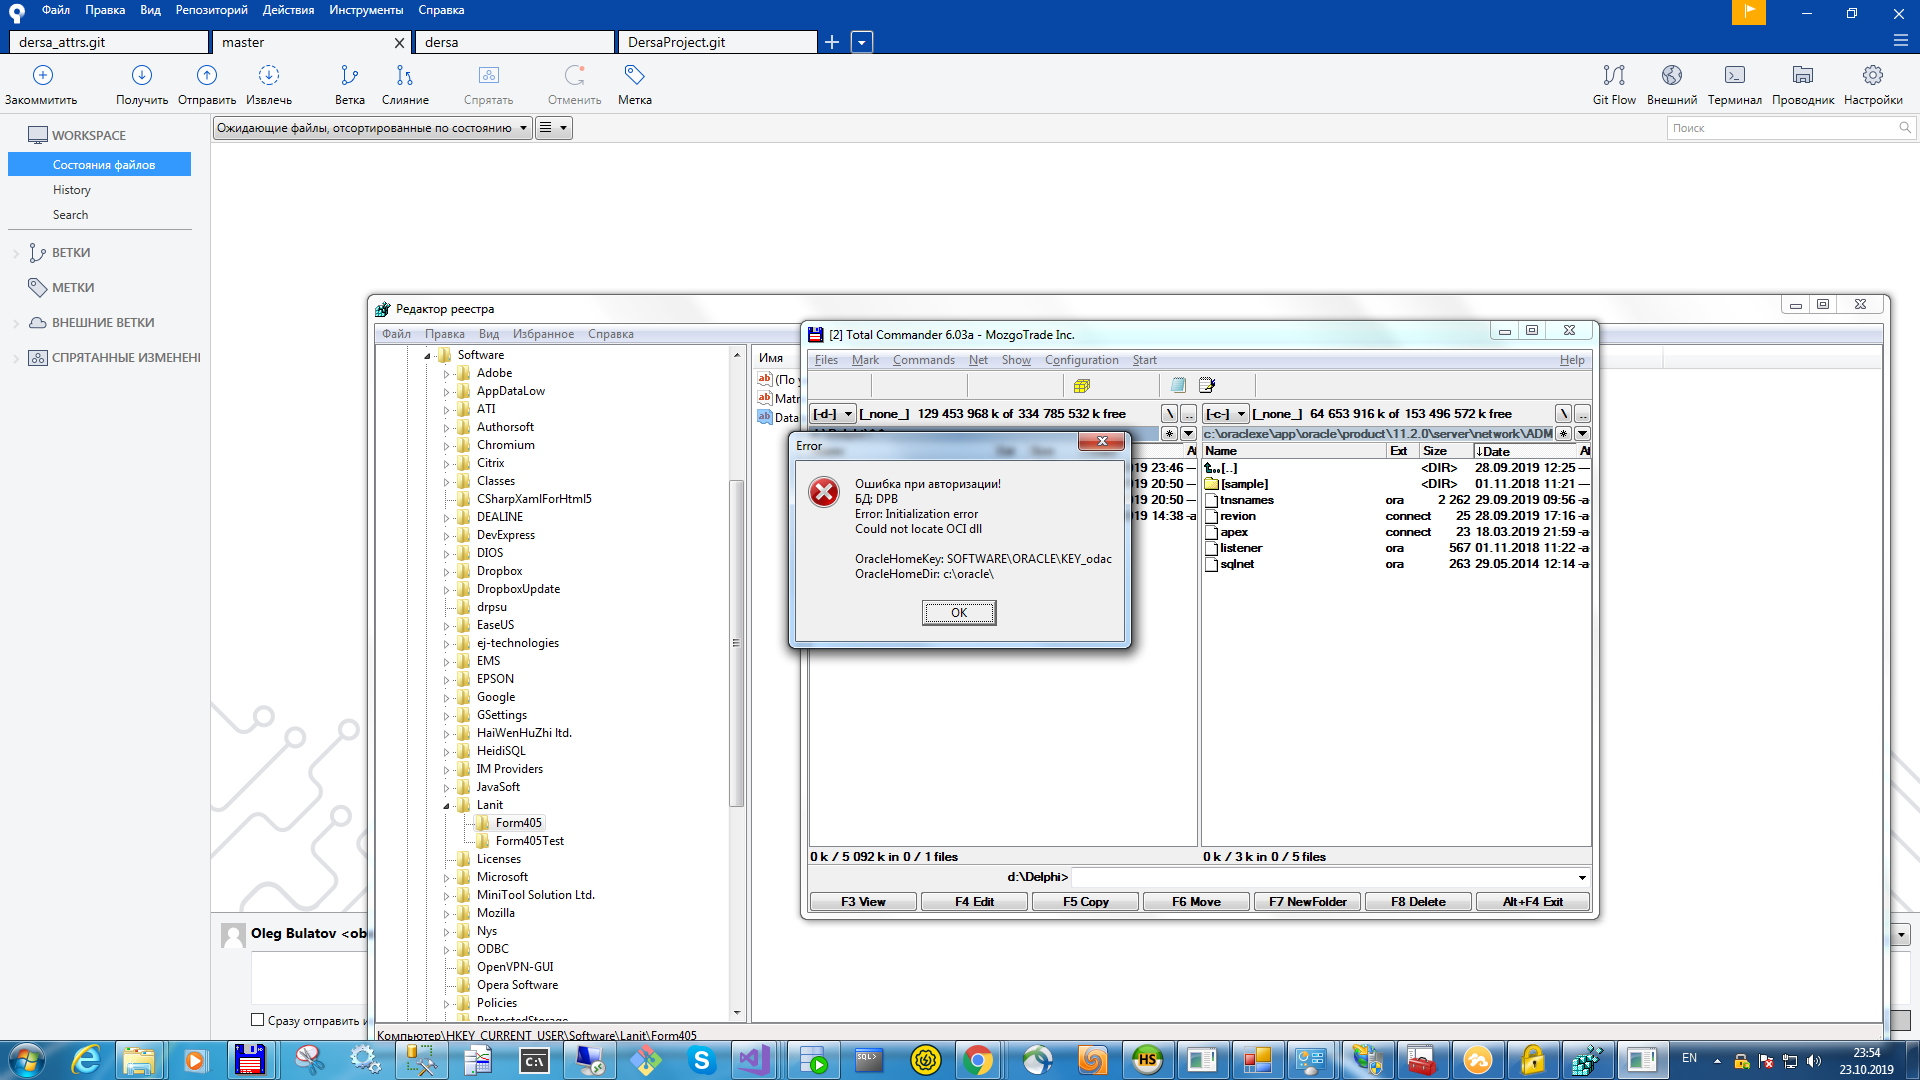 Файл Правка Вид Репозиторий Действия Инструменты Справка
dersa_attrs.git master dersa DersaProject.git
Закоммитить Получить Отправить Извлечь Ветка Слияние Спрятать Отменить Метка Git Flow Внешний Терминал Проводник Настройки
WORKSPACE
Состояния файлов
History
Search
ВЕТКИ
МЕТКИ
ВНЕШНИЕ ВЕТКИ
СПРЯТАННЫЕ ИЗМЕНЕНІ
Ожидающие файлы, отсортированные по состоянию
Поиск
Редактор реестра
Файл Правка Вид Избранное Справка
Software
Adobe
AppDataLow
ATI
Authorsoft
Chromium
Citrix
Classes
CSharpXamlForHtml5
DEALINE
DevExpress
DIOS
Dropbox
DropboxUpdate
drpsu
EaseUS
ej-technologies
EMS
EPSON
Google
GSettings
HaiWenHuZhi ltd.
HeidiSQL
IM Providers
JavaSoft
Lanit
Form405
Form405Test
Licenses
Microsoft
MiniTool Solution Ltd.
Mozilla
Nys
ODBC
OpenVPN-GUI
Opera Software
Policies
ProtectedStorage
Имя
ab (По у
ab Matr
ab Data
Компьютер\HKEY_CURRENT_USER\Software\Lanit\Form405
[2] Total Commander 6.03a - MozgoTrade Inc.
Files Mark Commands Net Show Configuration Start Help
[-d-] [_none_] 129 453 968 k of 334 785 532 k free \ ..
[-c-] [_none_] 64 653 916 k of 153 496 572 k free \ ..
*
c:\oraclexe\app\oracle\product\11.2.0\server\network\ADM *
19 23:46 —
19 20:50 —
19 20:50 —
19 14:38 -a
Name Ext Size ↓Date At
[..] <DIR> 28.09.2019 12:25 —
[sample] <DIR> 01.11.2018 11:21 —
tnsnames ora 2 262 29.09.2019 09:56 -a
revion connect 25 28.09.2019 17:16 -a
apex connect 23 18.03.2019 21:59 -a
listener ora 567 01.11.2018 11:22 -a
sqlnet ora 263 29.05.2014 12:14 -a
0 k / 5 092 k in 0 / 1 files
0 k / 3 k in 0 / 5 files
d:\Delphi>
F3 View F4 Edit F5 Copy F6 Move F7 NewFolder F8 Delete Alt+F4 Exit
Error
Ошибка при авторизации!
БД: DPB
Error: Initialization error
Could not locate OCI dll
OracleHomeKey: SOFTWARE\ORACLE\KEY_odac
OracleHomeDir: c:\oracle\
OK
Oleg Bulatov <ob
Сразу отправить и
C:\
SQL>
HS
EN
23:54
23.10.2019